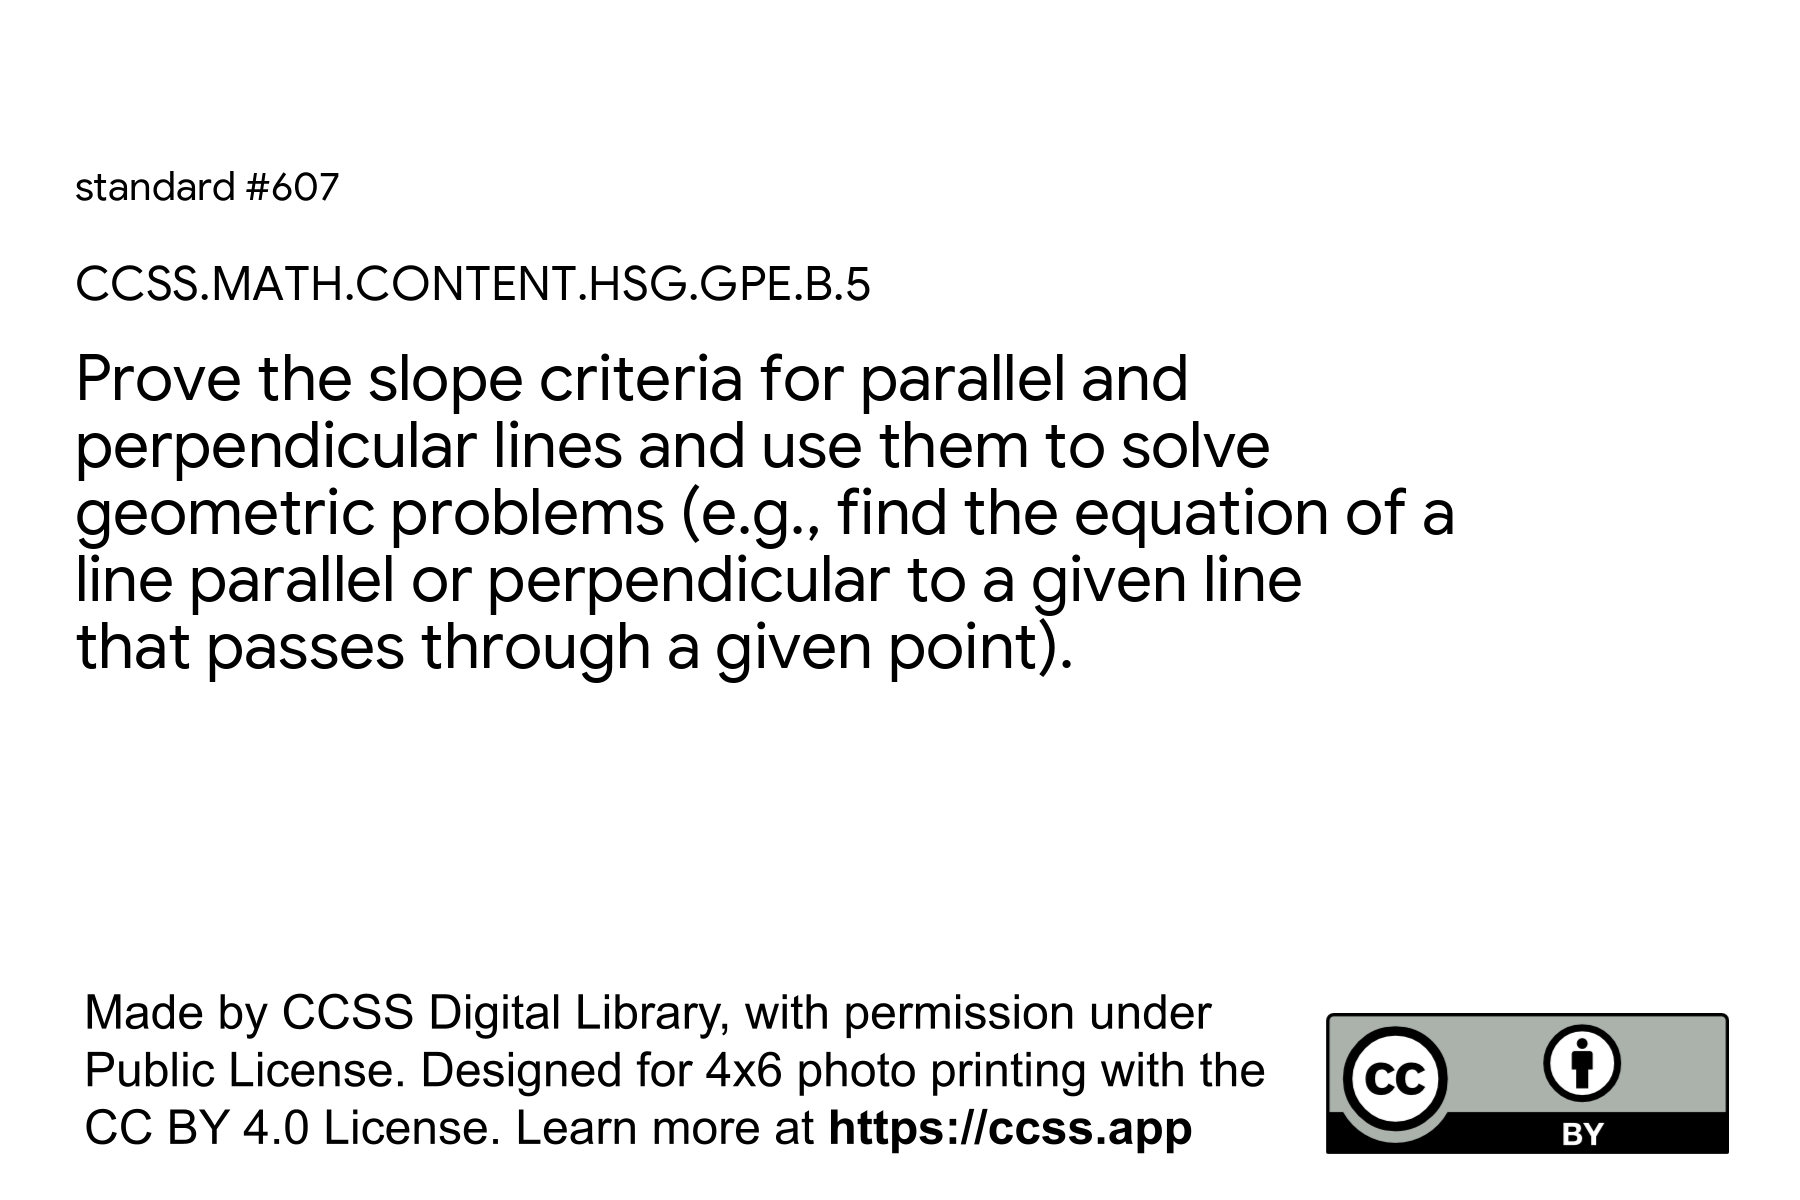 standard #607
CCSS.MATH.CONTENT.HSG.GPE.B.5
Prove the slope criteria for parallel and
perpendicular lines and use them to solve
geometric problems (e.g., find the equation of a
line parallel or perpendicular to a given line
that passes through a given point).
Made by CCSS Digital Library, with permission under
Public License. Designed for 4x6 photo printing with the
CC BY 4.0 License. Learn more at https://ccss.app
CC
BY